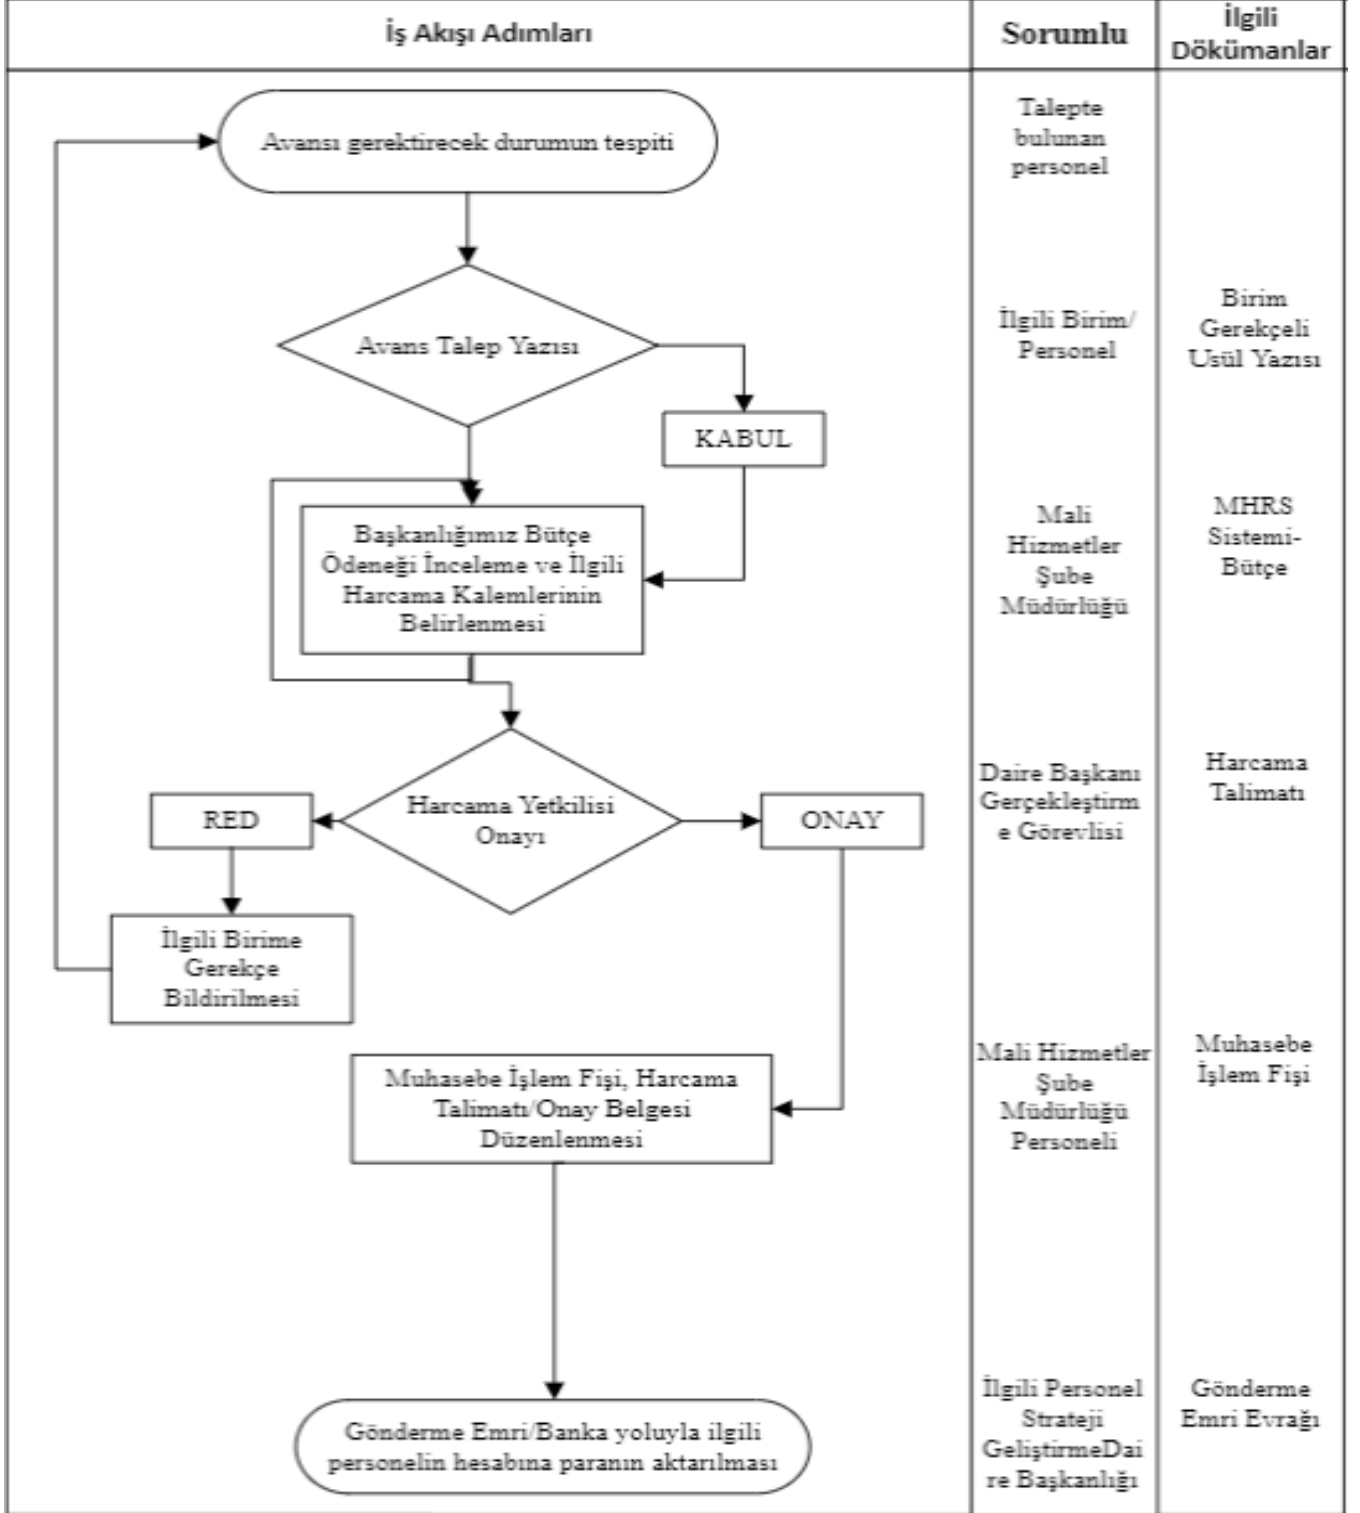 İş Akışı Adımları
Sorumlu
İlgili
Dökümanlar
Avansı gerektirecek durumun tespiti
Talepte
bulunan
personel
Avans Talep Yazısı
İlgili Birim/
Personel
Birim
Gerekçeli
Usül Yazısı
KABUL
Başkanlığımız Bütçe
Ödeneği İnceleme ve İlgili
Harcama Kalemlerinin
Belirlenmesi
Mali
Hizmetler
Şube
Müdürlüğü
MHRS
Sistemi-
Bütçe
Harcama Yetkilisi
Onayı
RED
ONAY
Daire Başkanı
Gerçekleştirm
e Görevlisi
Harcama
Talimatı
İlgili Birime
Gerekçe
Bildirilmesi
Muhasebe İşlem Fişi, Harcama
Talimatı/Onay Belgesi
Düzenlenmesi
Mali Hizmetler
Şube
Müdürlüğü
Personeli
Muhasebe
İşlem Fişi
Gönderme Emri/Banka yoluyla ilgili
personelin hesabına paranın aktarılması
İlgili Personel
Strateji
GeliştirmeDai
re Başkanlığı
Gönderme
Emri Evrağı